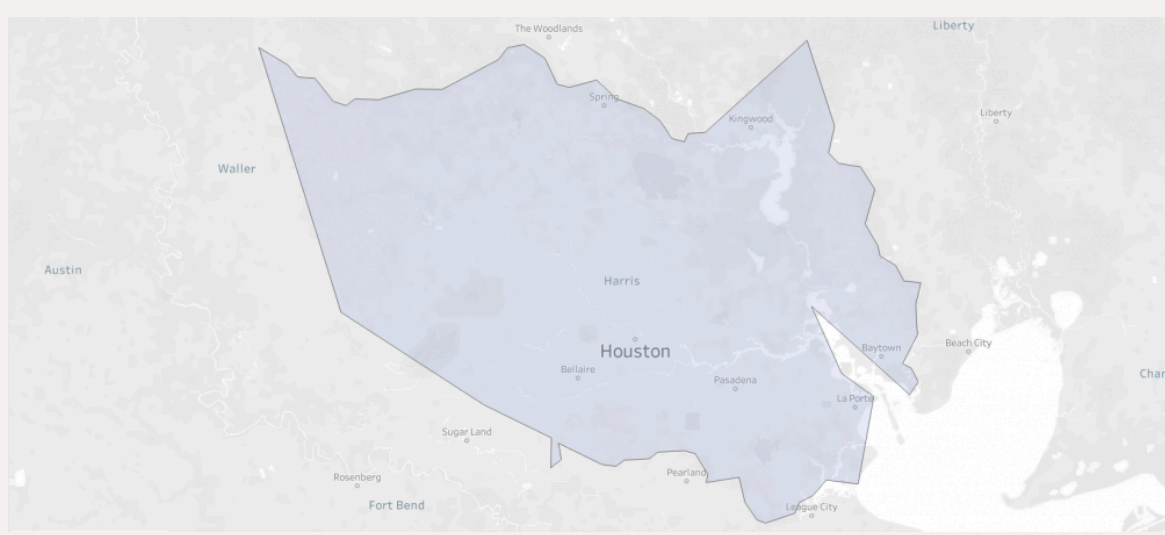 Liberty
The Woodlands
Spring
Liberty
Kingwood
Waller
Austin
Harris
Houston
Baytown
Beach City
Bellaire
Pasadena
Char
La Porte
Sugar Land
Pearland
Rosenberg
Fort Bend
League City